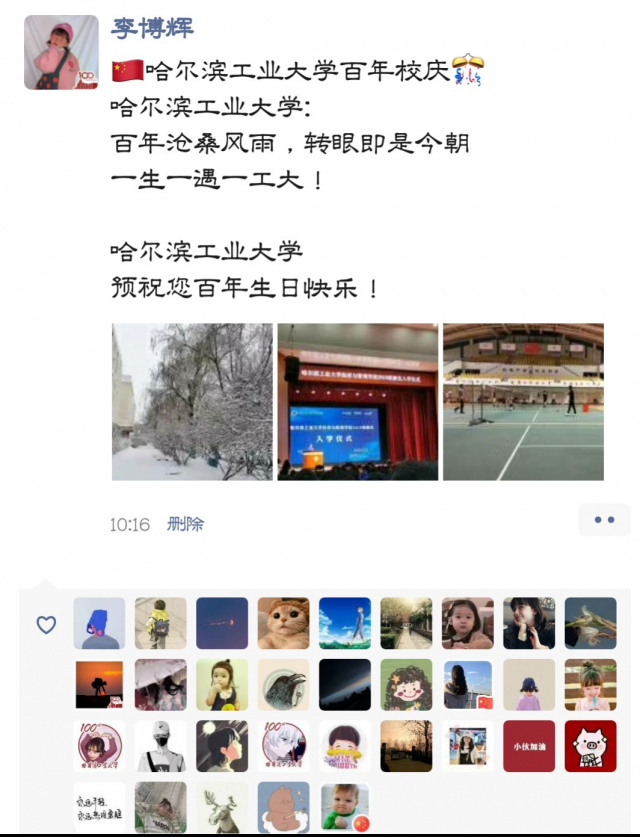 李博辉
🇨🇳哈尔滨工业大学百年校庆🎊
哈尔滨工业大学:
百年沧桑风雨，转眼即是今朝
一生一遇一工大！
哈尔滨工业大学
预祝您百年生日快乐！
入学仪式
10:16 删除
100
100
小伙加油